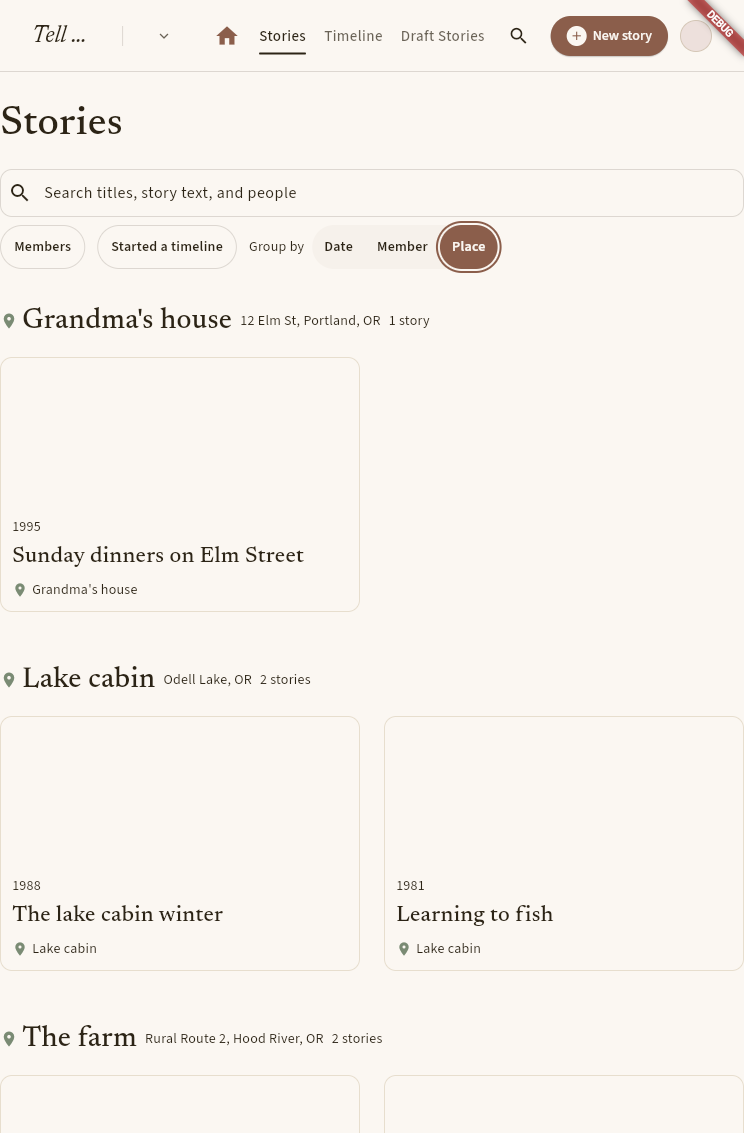 Tell ...
Stories
Timeline
Draft Stories
New story
DEBUG
Stories
Search titles, story text, and people
Members
Started a timeline
Group by
Date
Member
Place
Grandma's house 12 Elm St, Portland, OR 1 story
1995
Sunday dinners on Elm Street
Grandma's house
Lake cabin Odell Lake, OR 2 stories
1988
The lake cabin winter
Lake cabin
1981
Learning to fish
Lake cabin
The farm Rural Route 2, Hood River, OR 2 stories